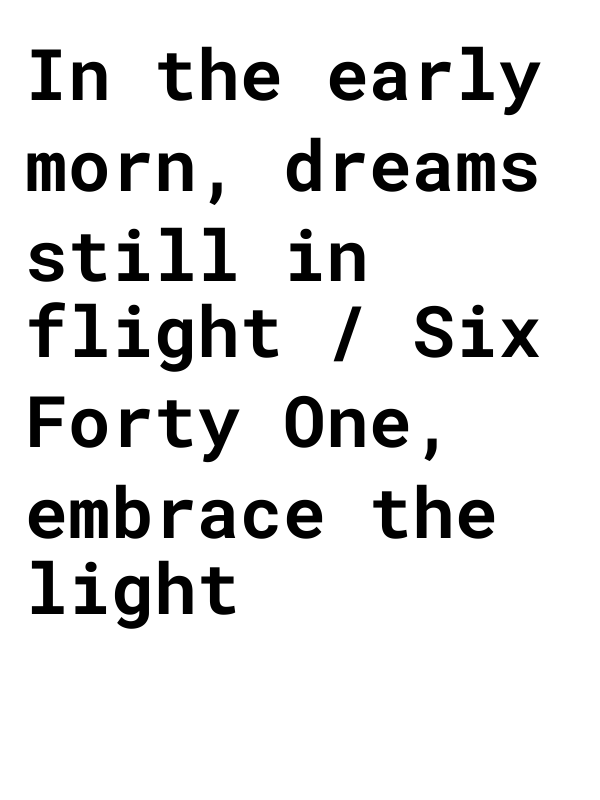 In the early
morn, dreams
still in
flight / Six
Forty One,
embrace the
light